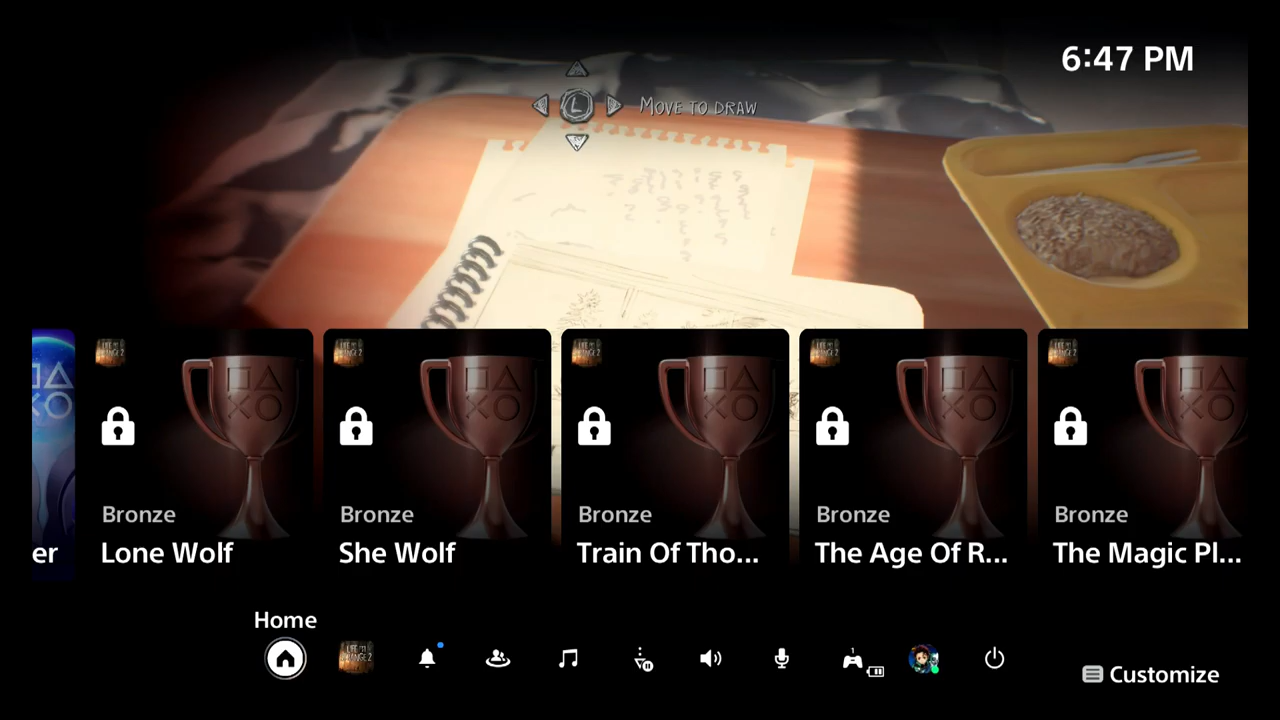 6:47 PM
L
MOVE TO DRAW
Bronze
Lone Wolf
Bronze
She Wolf
Bronze
Train Of Tho...
Bronze
The Age Of R...
Bronze
The Magic Pl...
er
Home
1
Customize